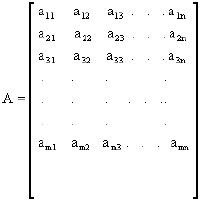 a₁₁ a₁₂ a₁₃ . . . a₁ₙ
a₂₁ a₂₂ a₂₃ . . . a₂ₙ
a₃₁ a₃₂ a₃₃ . . . a₃ₙ
. . . .
A = . . . . . .
. . . .
aₘ₁ aₘ₂ aₙ₃ . . . aₘₙ